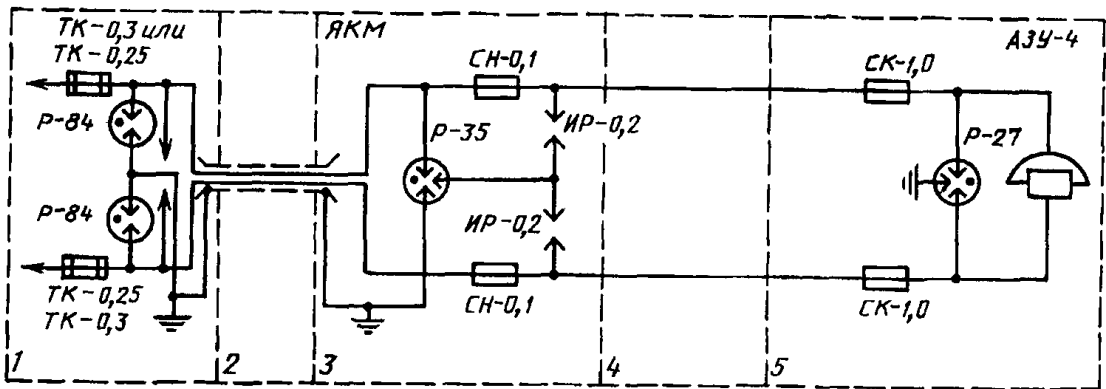 ТК-0,3 или
ТК-0,25
Р-84
Р-84
ТК-0,25
ТК-0,3
1
2
ЯКМ
СН-0,1
Р-35
ИР-0,2
ИР-0,2
СН-0,1
3
4
АЗУ-4
СК-1,0
Р-27
СК-1,0
5